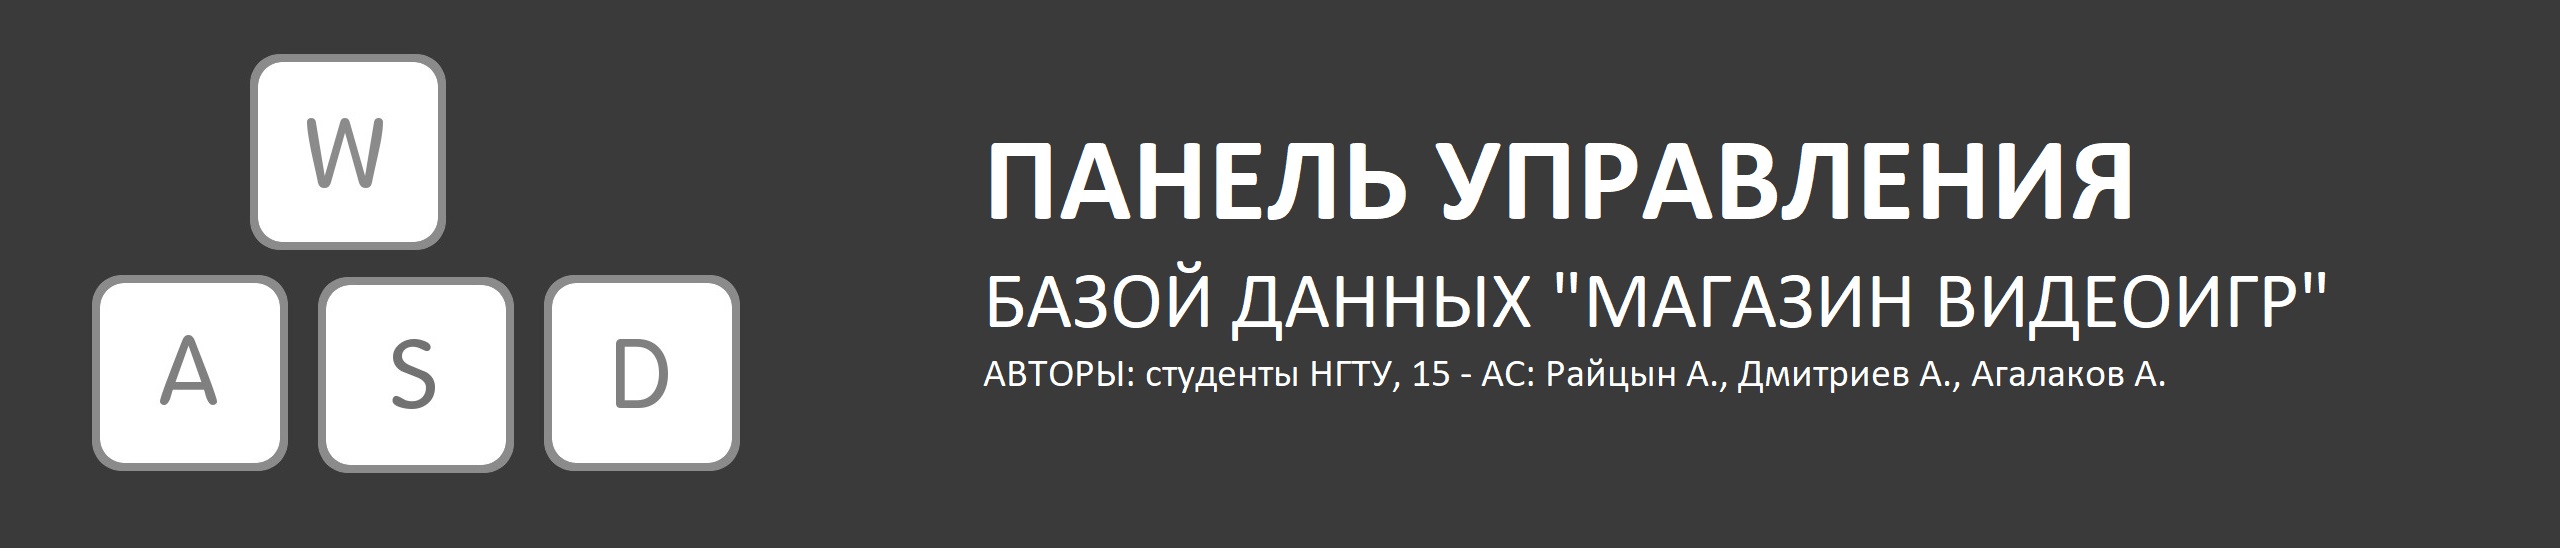 W
A S D
ПАНЕЛЬ УПРАВЛЕНИЯ
БАЗОЙ ДАННЫХ "МАГАЗИН ВИДЕОИГР"
АВТОРЫ: студенты НГТУ, 15 - АС: Райцын А., Дмитриев А., Агалаков А.